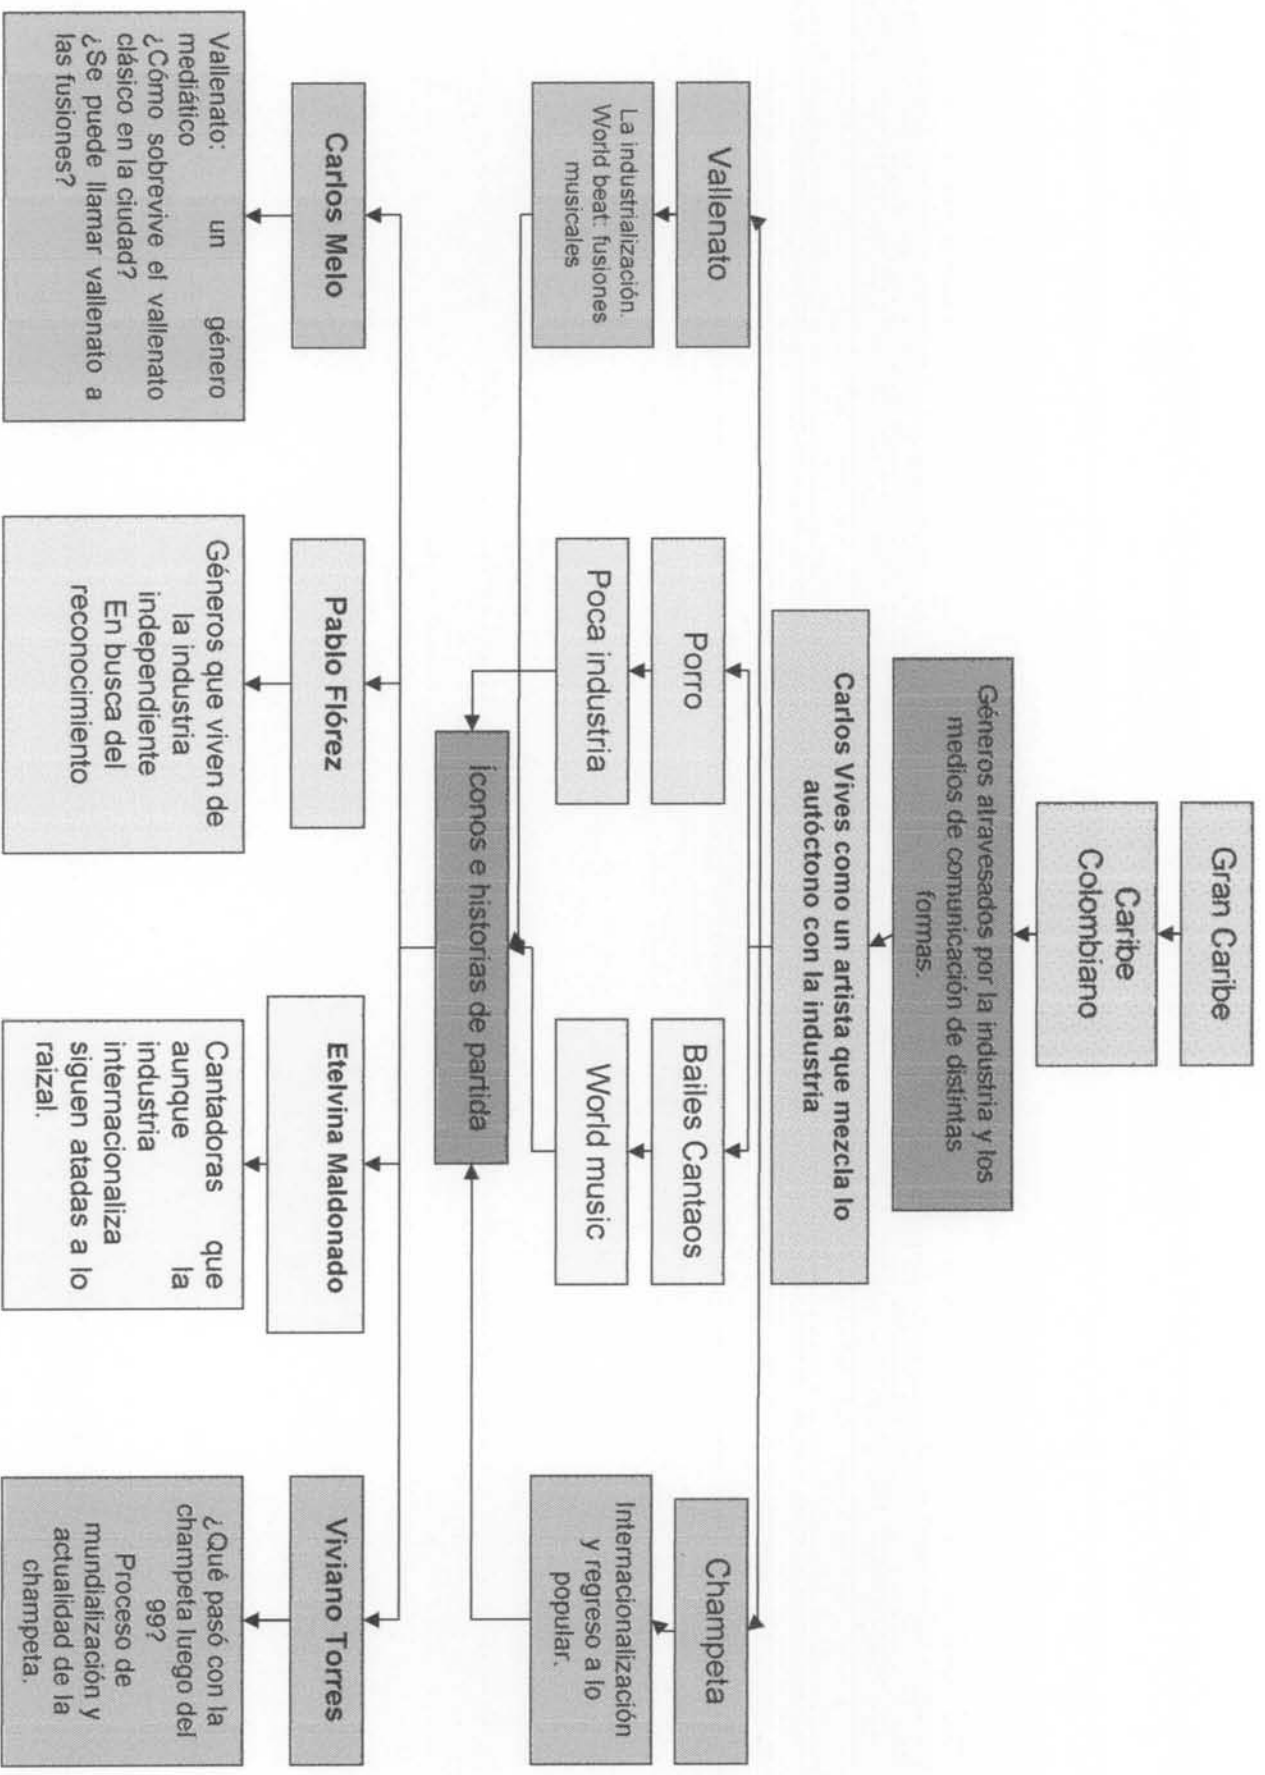 Gran Caribe
Caribe
Colombiano
Géneros atravesados por la industria y los
medios de comunicación de distintas
formas.
Carlos Vives como un artista que mezcla lo
autóctono con la industria
Vallenato
Porro
Bailes Cantaos
Champeta
La industrialización.
World beat: fusiones
musicales
Poca industria
World music
Internacionalización
y regreso a lo
popular.
Íconos e historias de partida
Carlos Melo
Pablo Flórez
Etelvina Maldonado
Viviano Torres
Vallenato: un género
mediático
¿Cómo sobrevive el vallenato
clásico en la ciudad?
¿Se puede llamar vallenato a
las fusiones?
Géneros que viven de
la industria
independiente
En busca del
reconocimiento
Cantadoras que
aunque la
industria
internacionaliza
siguen atadas a lo
raizal.
¿Qué pasó con la
champeta luego del
99?
Proceso de
mundialización y
actualidad de la
champeta.